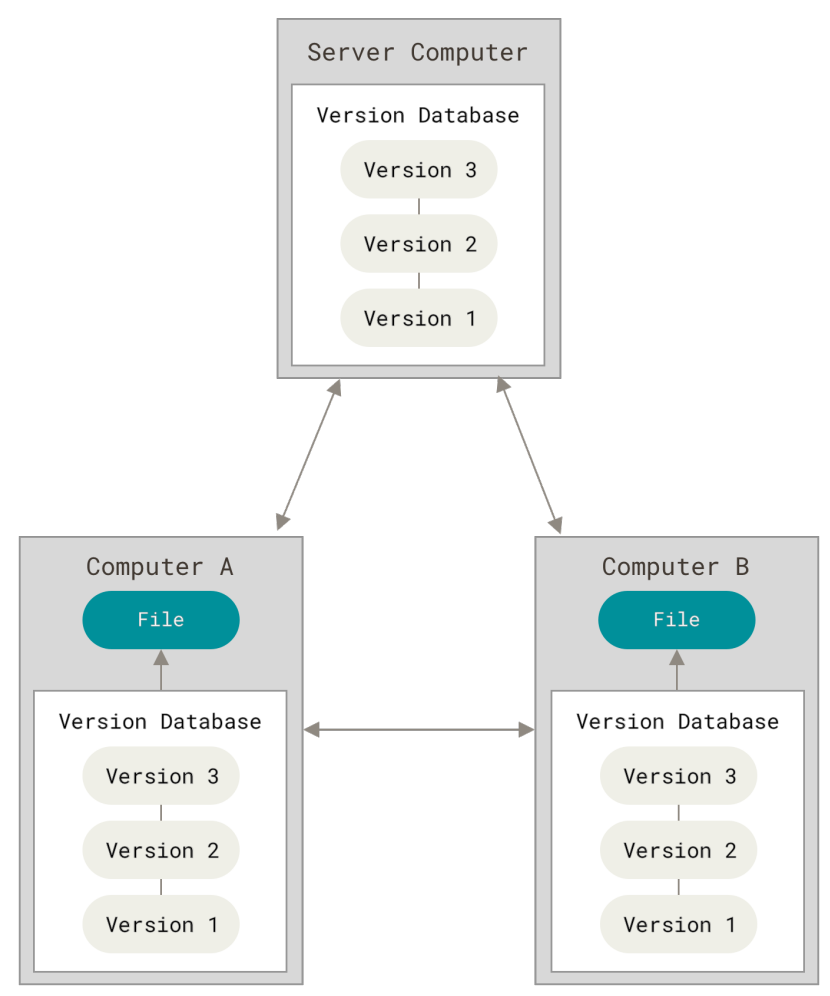 Server Computer
Version Database
Version 3
Version 2
Version 1
Computer A
File
Version Database
Version 3
Version 2
Version 1
Computer B
File
Version Database
Version 3
Version 2
Version 1